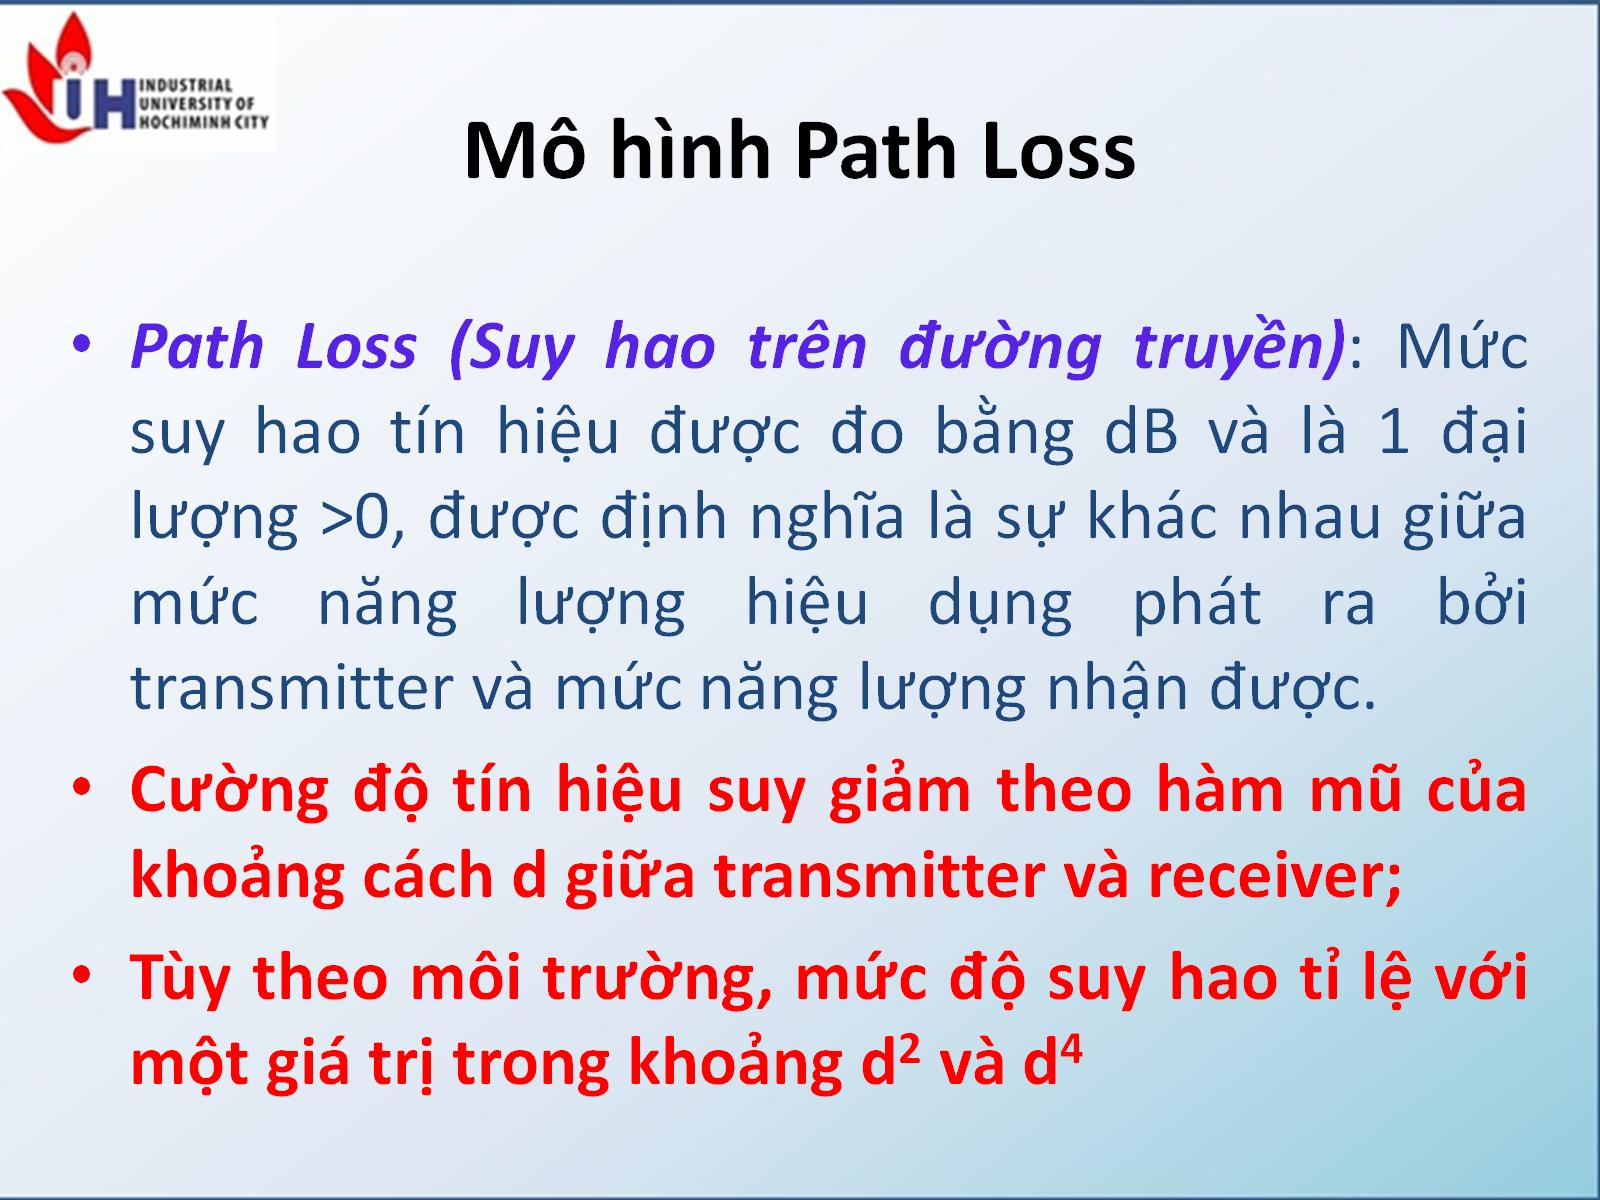 INDUSTRIAL
UNIVERSITY OF
HOCHIMINH CITY
Mô hình Path Loss
• Path Loss (Suy hao trên đường truyền): Mức
suy hao tín hiệu được đo bằng dB và là 1 đại
lượng >0, được định nghĩa là sự khác nhau giữa
mức năng lượng hiệu dụng phát ra bởi
transmitter và mức năng lượng nhận được.
• Cường độ tín hiệu suy giảm theo hàm mũ của
khoảng cách d giữa transmitter và receiver;
• Tùy theo môi trường, mức độ suy hao tỉ lệ với
một giá trị trong khoảng d² và d⁴